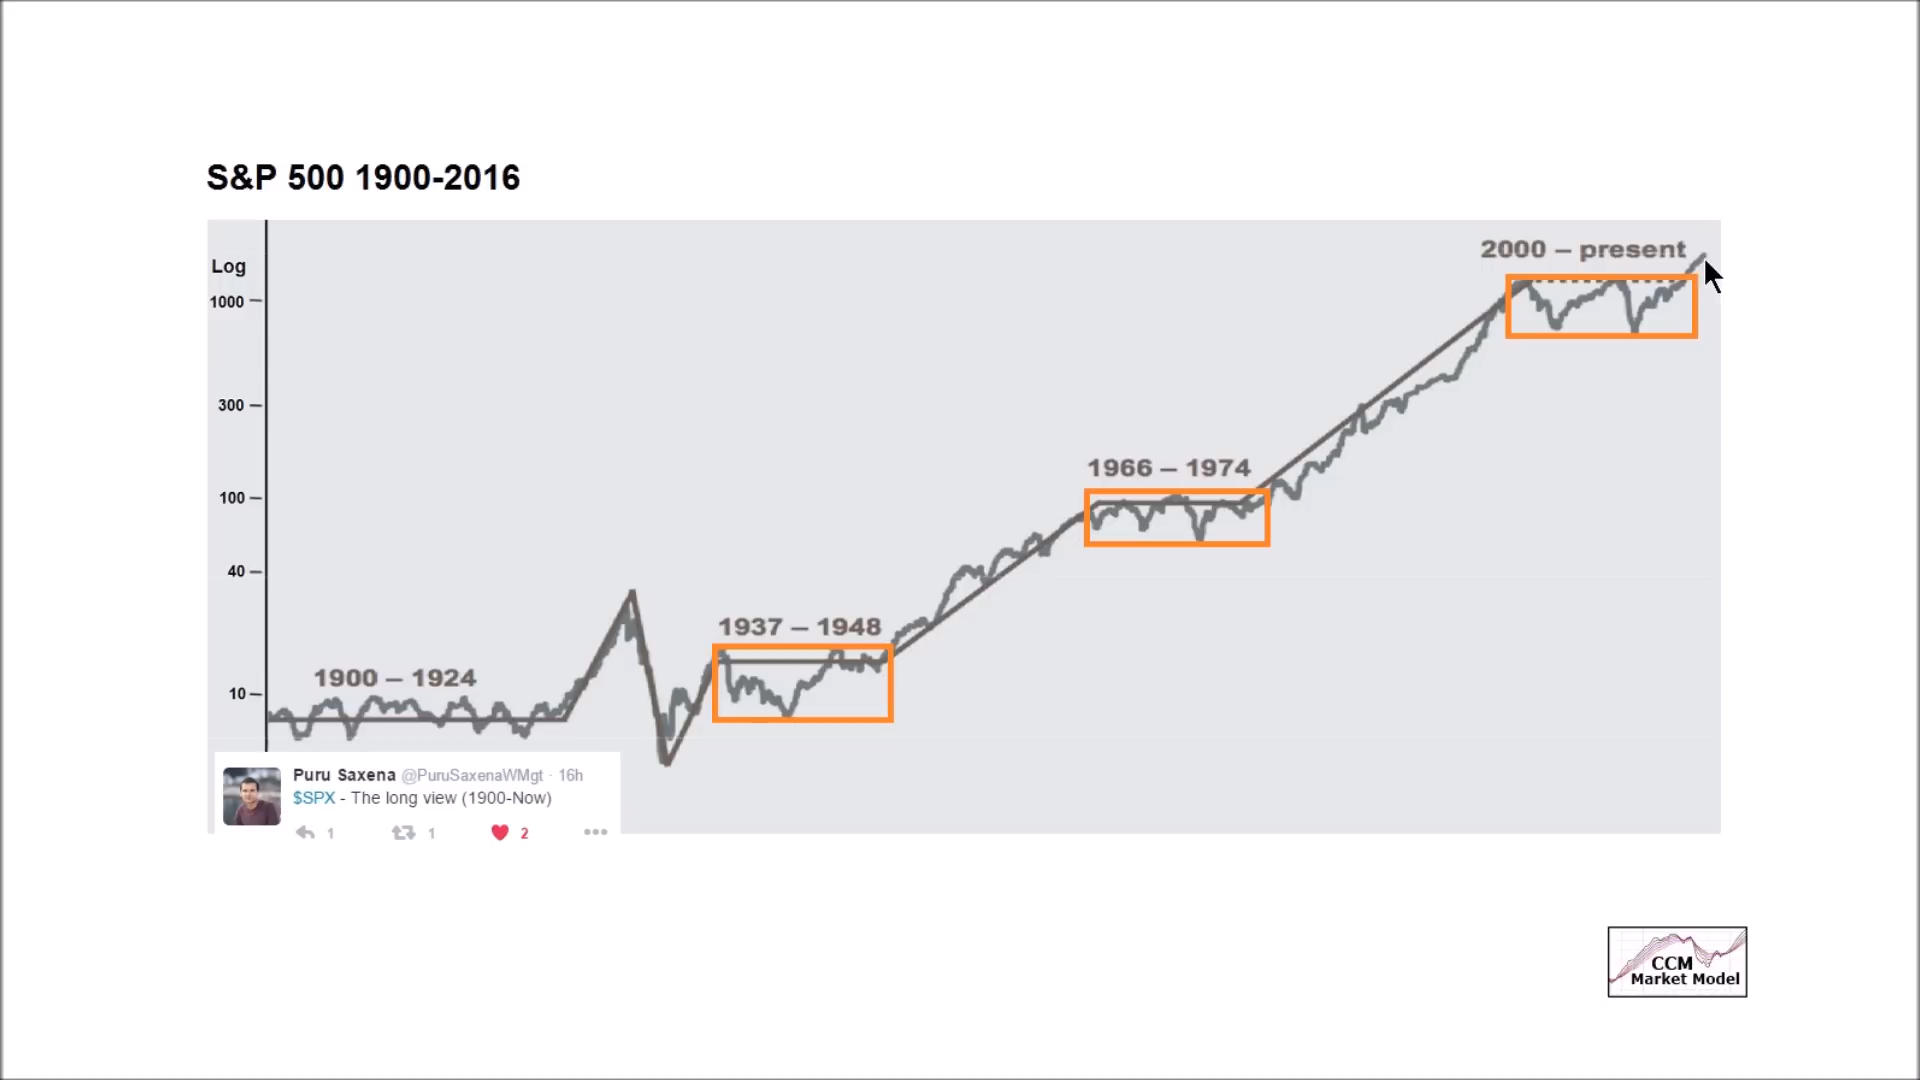 S&P 500 1900-2016
2000 – present
Log
1000
300
1966 – 1974
100
40
1937 – 1948
1900 – 1924
10
Puru Saxena @PuruSaxenaWMgt · 16h
$SPX - The long view (1900-Now)
1 1 2
CCM
Market Model